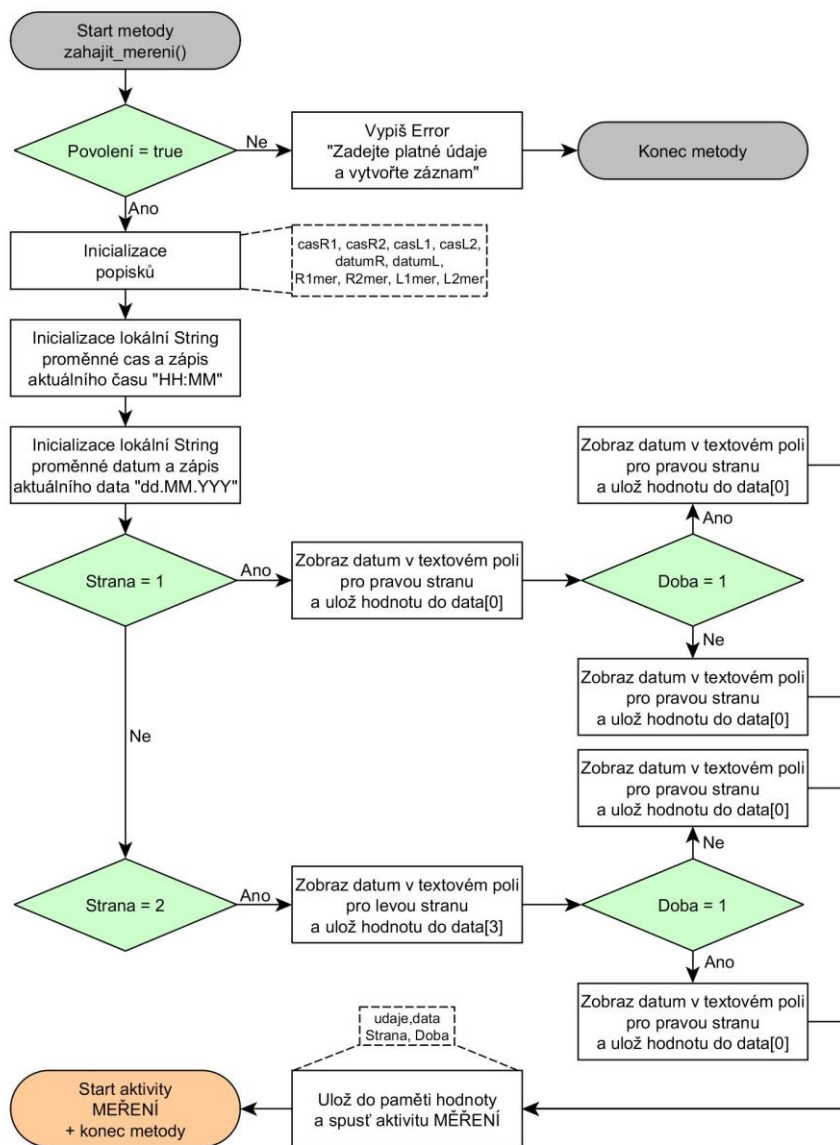 Start metody
zahajit_mereni()
Povolení = true
Ne
Vypiš Error
"Zadejte platné údaje
a vytvořte záznam"
Konec metody
Ano
Inicializace
popisků
casR1, casR2, casL1, casL2,
datumR, datumL,
R1mer, R2mer, L1mer, L2mer
Inicializace lokální String
proměnné cas a zápis
aktuálního času "HH:MM"
Inicializace lokální String
proměnné datum a zápis
aktuálního data "dd.MM.YYY"
Zobraz datum v textovém poli
pro pravou stranu
a ulož hodnotu do data[0]
Ano
Strana = 1
Ano
Zobraz datum v textovém poli
pro pravou stranu
a ulož hodnotu do data[0]
Doba = 1
Ne
Zobraz datum v textovém poli
pro pravou stranu
a ulož hodnotu do data[0]
Ne
Zobraz datum v textovém poli
pro pravou stranu
a ulož hodnotu do data[0]
Ne
Strana = 2
Ano
Zobraz datum v textovém poli
pro levou stranu
a ulož hodnotu do data[3]
Doba = 1
Ano
Zobraz datum v textovém poli
pro pravou stranu
a ulož hodnotu do data[0]
udaje,data
Strana, Doba
Start aktivity
MEŘENÍ
+ konec metody
Ulož do paměti hodnoty
a spusť aktivitu MĚŘENÍ